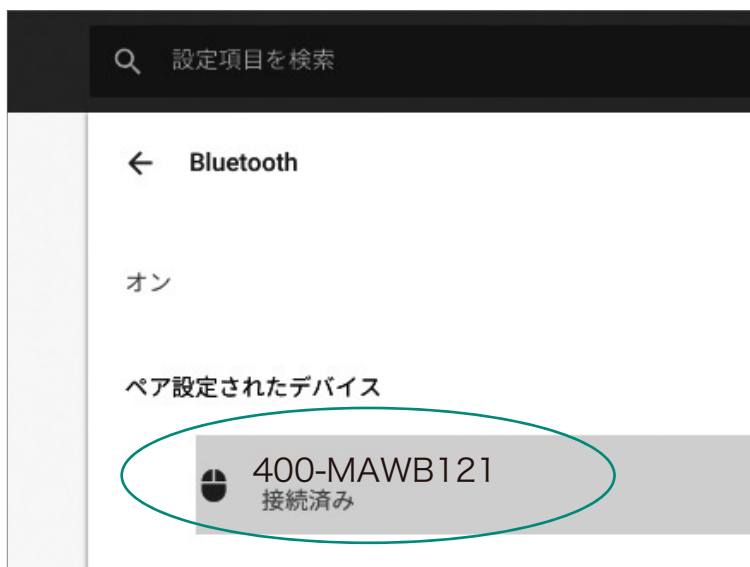 設定項目を検索
Bluetooth
オン
ペア設定されたデバイス
400-MAWB121
接続済み